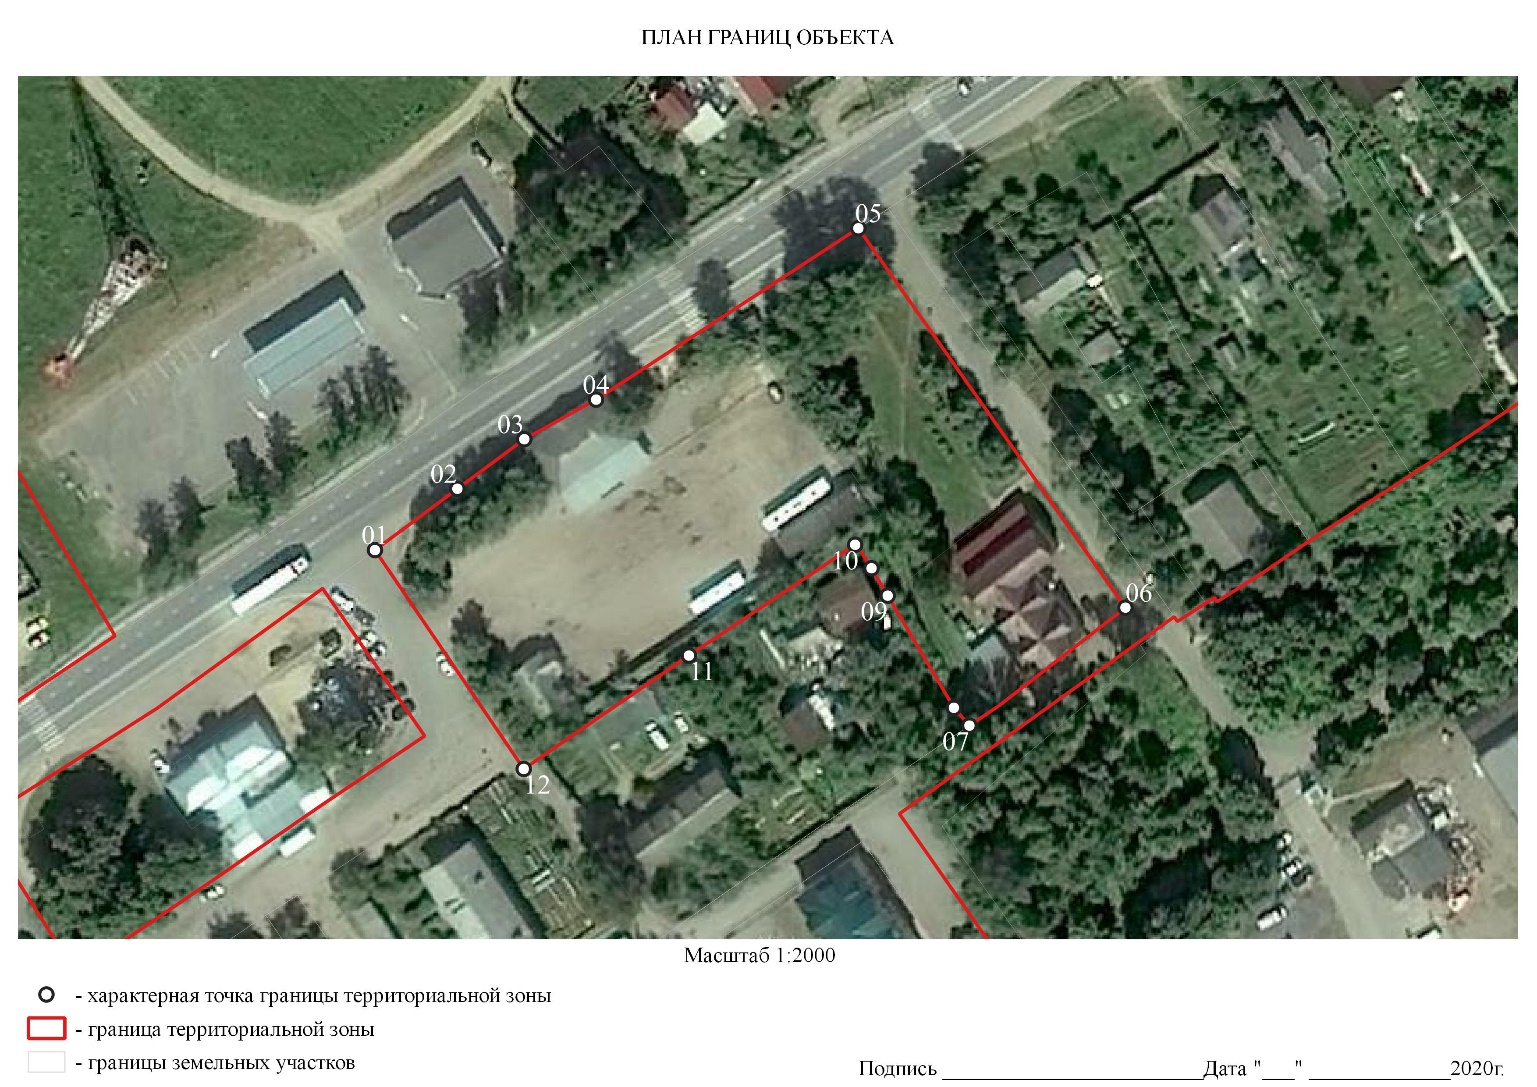 ПЛАН ГРАНИЦ ОБЪЕКТА
05
04
03
02
01
10
09
06
11
07
12
Масштаб 1:2000
- характерная точка границы территориальной зоны
- граница территориальной зоны
- границы земельных участков
Подпись ________________________Дата "___" _____________2020г.